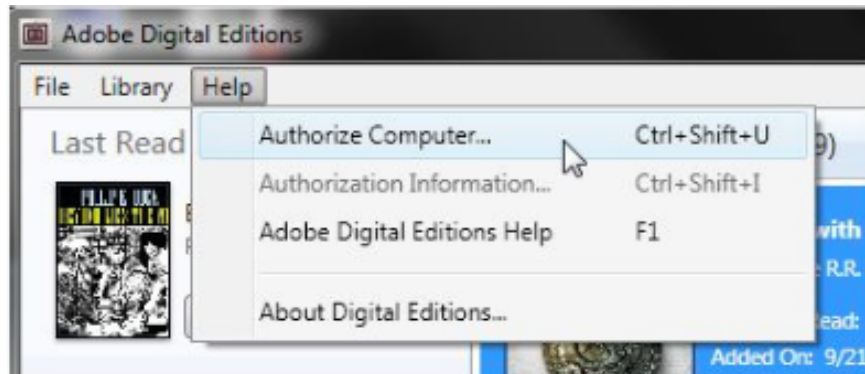 Adobe Digital Editions
File Library Help
Last Read
Authorize Computer... Ctrl+Shift+U
9)
Authorization Information... Ctrl+Shift+I
Adobe Digital Editions Help F1
with
R.R.
About Digital Editions...
ead:
Added On: 9/21